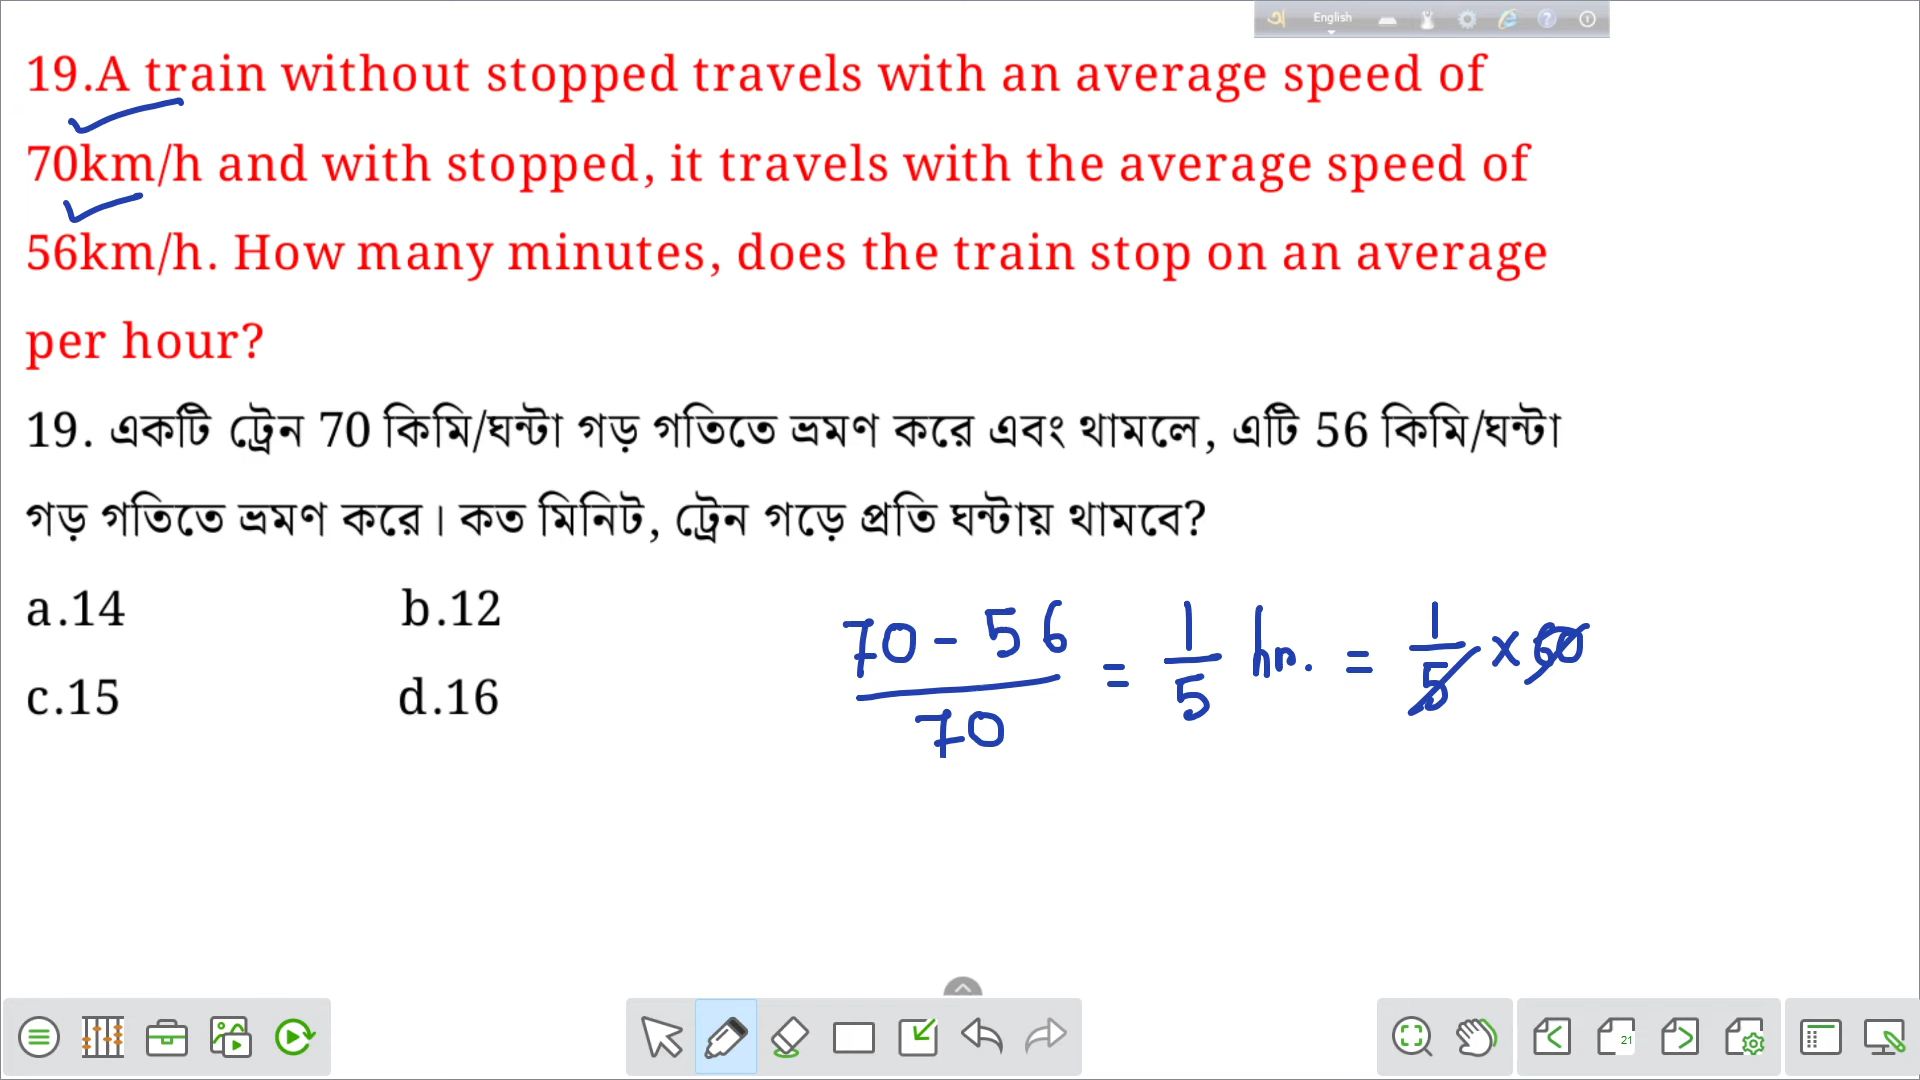 English
19.A train without stopped travels with an average speed of
70km/h and with stopped, it travels with the average speed of
56km/h. How many minutes, does the train stop on an average
per hour?
19. একটি ট্রেন 70 কিমি/ঘন্টা গড় গতিতে ভ্রমণ করে এবং থামলে, এটি 56 কিমি/ঘন্টা
গড় গতিতে ভ্রমণ করে। কত মিনিট, ট্রেন গড়ে প্রতি ঘন্টায় থামবে?
a.14 b.12
c.15 d.16
70-56/70 = 1/5 hr. = 1/5 × 60
21